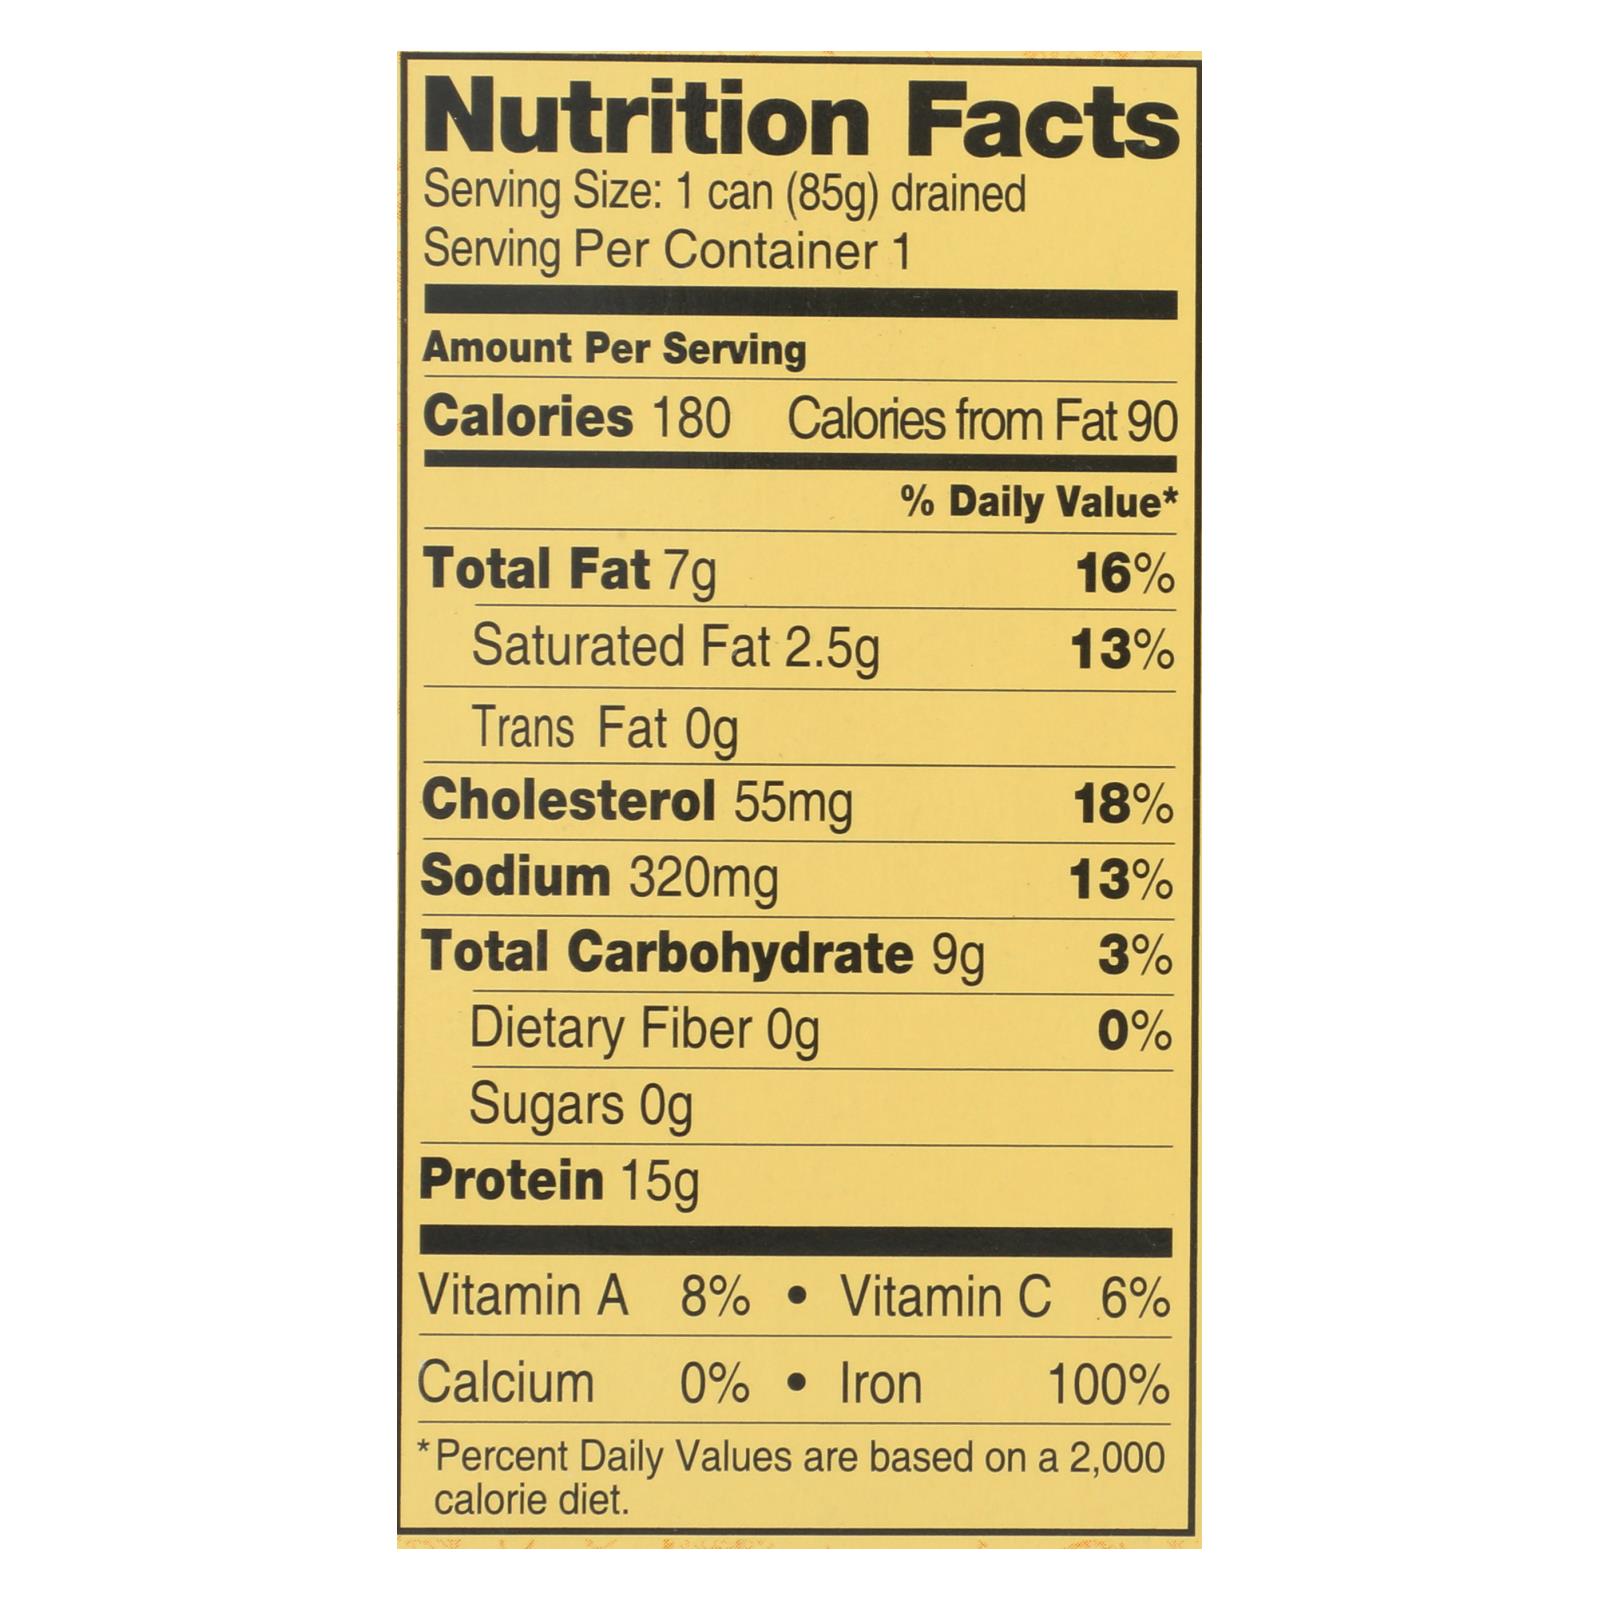 Nutrition Facts
Serving Size: 1 can (85g) drained
Serving Per Container 1
Amount Per Serving
Calories 180 Calories from Fat 90
% Daily Value*
Total Fat 7g 16%
Saturated Fat 2.5g 13%
Trans Fat 0g
Cholesterol 55mg 18%
Sodium 320mg 13%
Total Carbohydrate 9g 3%
Dietary Fiber 0g 0%
Sugars 0g
Protein 15g
Vitamin A 8% • Vitamin C 6%
Calcium 0% • Iron 100%
*Percent Daily Values are based on a 2,000
calorie diet.